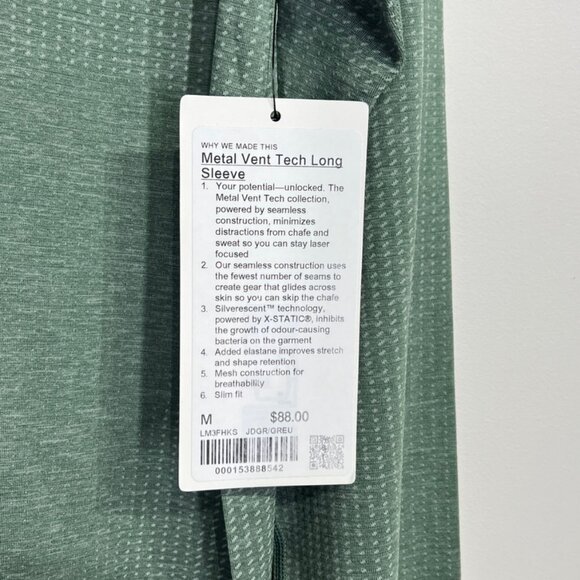 WHY WE MADE THIS
Metal Vent Tech Long
Sleeve
1. Your potential—unlocked. The
Metal Vent Tech collection,
powered by seamless
construction, minimizes
distractions from chafe and
sweat so you can stay laser
focused
2. Our seamless construction uses
the fewest number of seams to
create gear that glides across
skin so you can skip the chafe
3. Silverescent™ technology,
powered by X-STATIC®, inhibits
the growth of odour-causing
bacteria on the garment
4. Added elastane improves stretch
and shape retention
5. Mesh construction for
breathability
6. Slim fit
M $88.00
LM3FHKS JDGR/GREU
000153888542